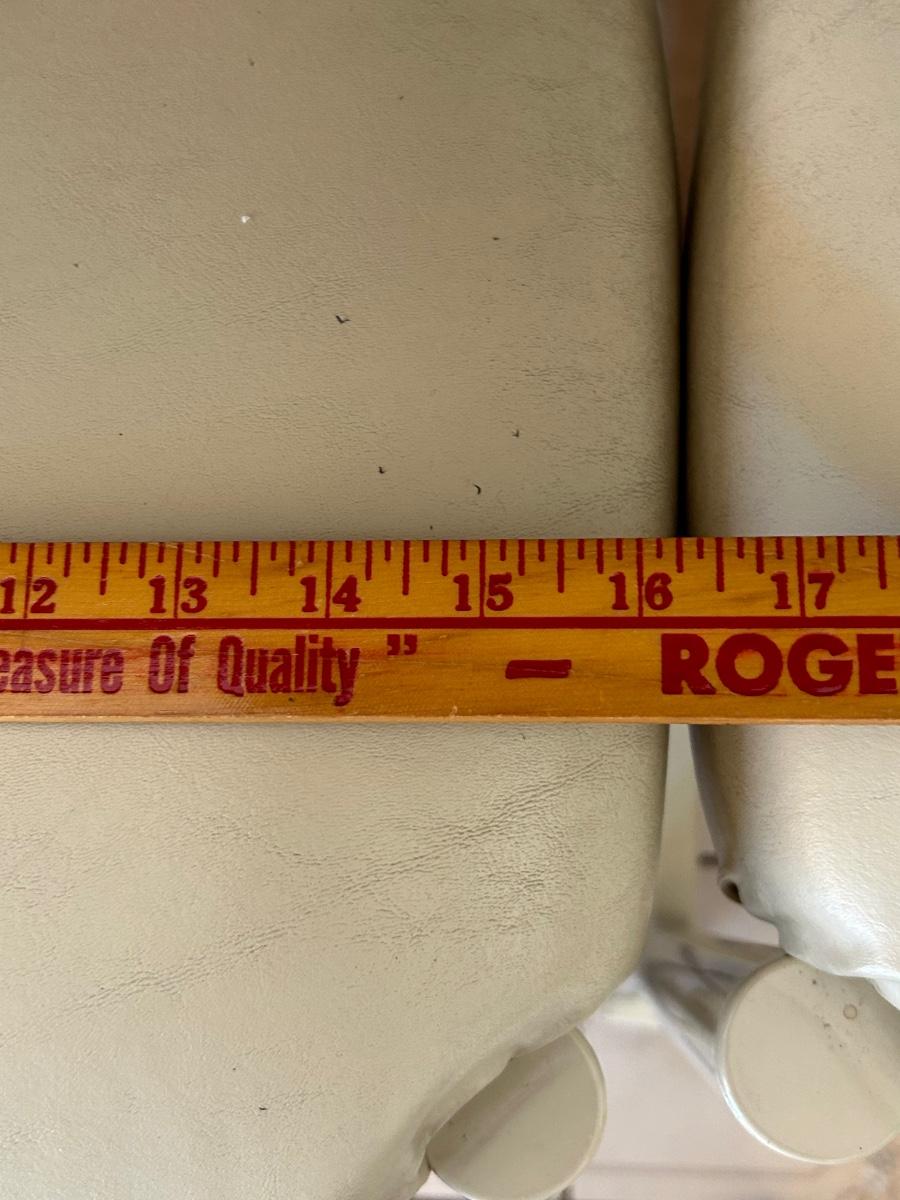 12 13 14 15 16 17
easure Of Quality ” — ROGE